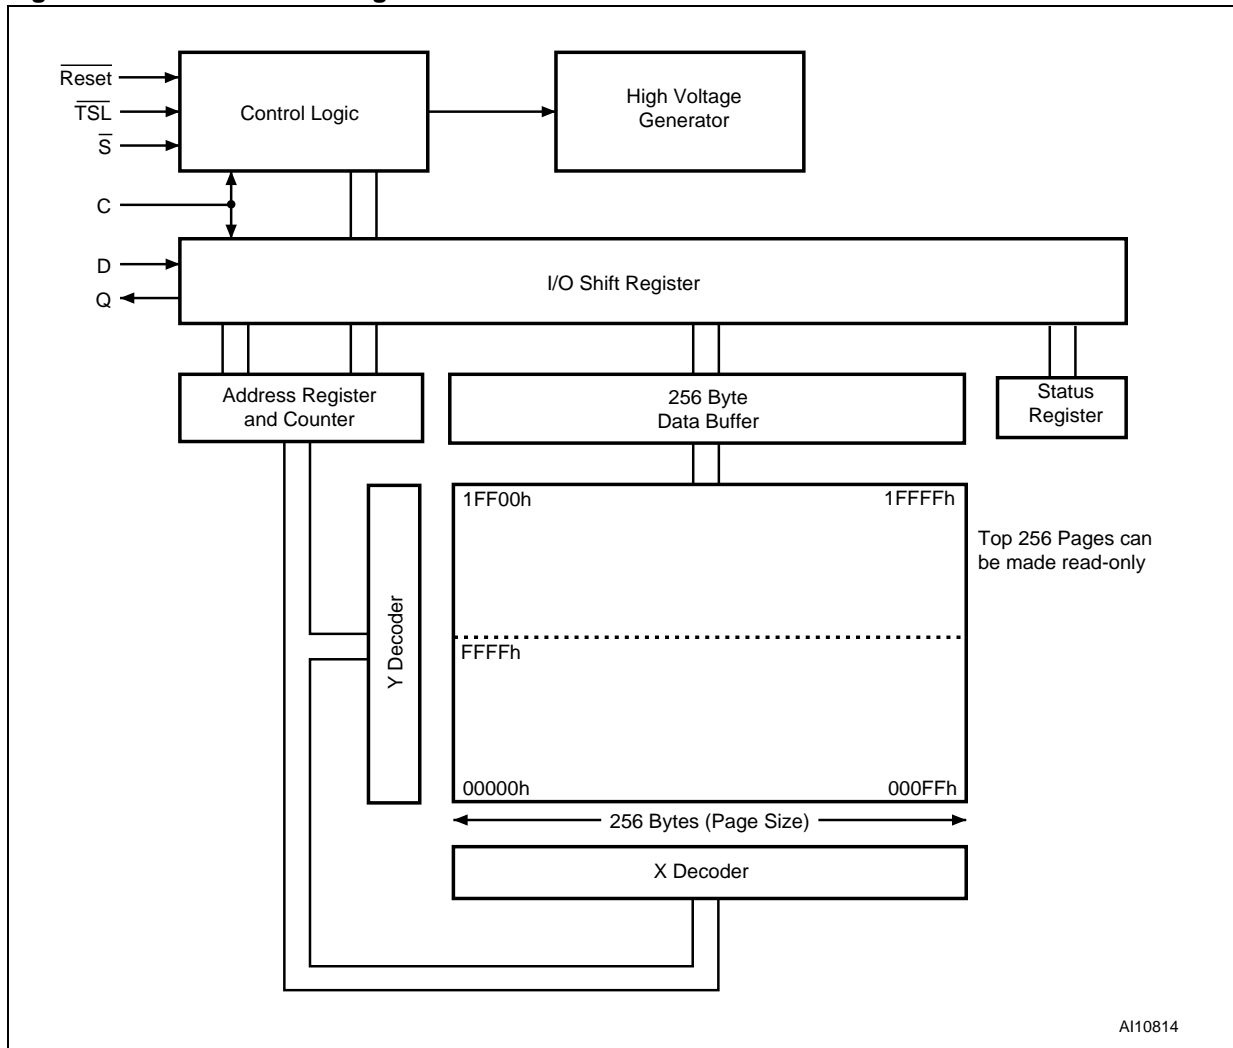 Reset
TSL
S
C
D
Q
Control Logic
High Voltage
Generator
I/O Shift Register
Address Register
and Counter
256 Byte
Data Buffer
Status
Register
1FF00h
1FFFFh
Top 256 Pages can
be made read-only
Y Decoder
FFFFh
00000h
000FFh
256 Bytes (Page Size)
X Decoder
AI10814